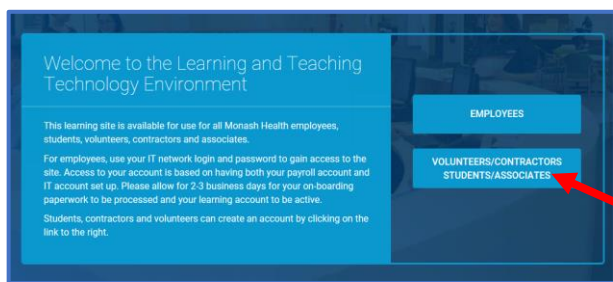 Welcome to the Learning and Teaching
Technology Environment
This learning site is available for use for all Monash Health employees,
students, volunteers, contractors and associates.
For employees, use your IT network login and password to gain access to the
site. Access to your account is based on having both your payroll account and
IT account set up. Please allow for 2-3 business days for your on-boarding
paperwork to be processed and your learning account to be active.
Students, contractors and volunteers can create an account by clicking on the
link to the right.
EMPLOYEES
VOLUNTEERS/CONTRACTORS
STUDENTS/ASSOCIATES